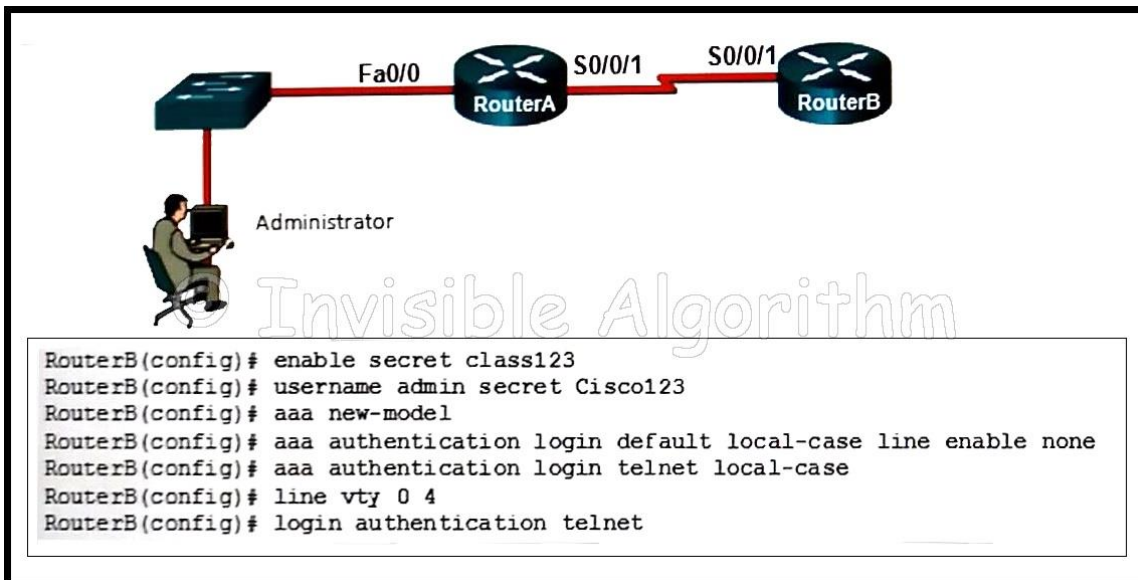 Fa0/0
S0/0/1
S0/0/1
RouterA
RouterB
Administrator
© Invisible Algorithm
RouterB(config)# enable secret class123
RouterB(config)# username admin secret Cisco123
RouterB(config)# aaa new-model
RouterB(config)# aaa authentication login default local-case line enable none
RouterB(config)# aaa authentication login telnet local-case
RouterB(config)# line vty 0 4
RouterB(config)# login authentication telnet